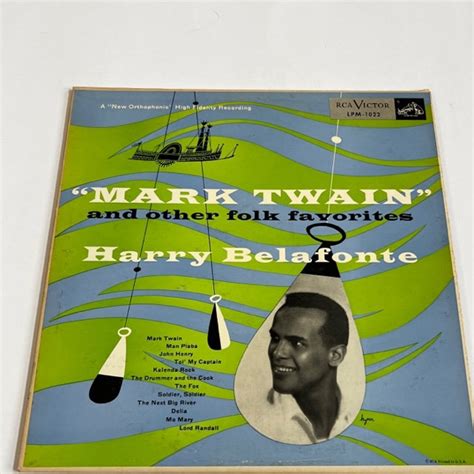 A "New Orthophonic" High Fidelity Recording
RCA VICTOR
LPM-1022
"MARK TWAIN"
and other folk favorites
Harry Belafonte
Mark Twain
Man Piaba
John Henry
Tol' My Captain
Kalenda Rock
The Drummer and the Cook
The Fox
Soldier, Soldier
The Next Big River
Delia
Mo Mary
Lord Randall